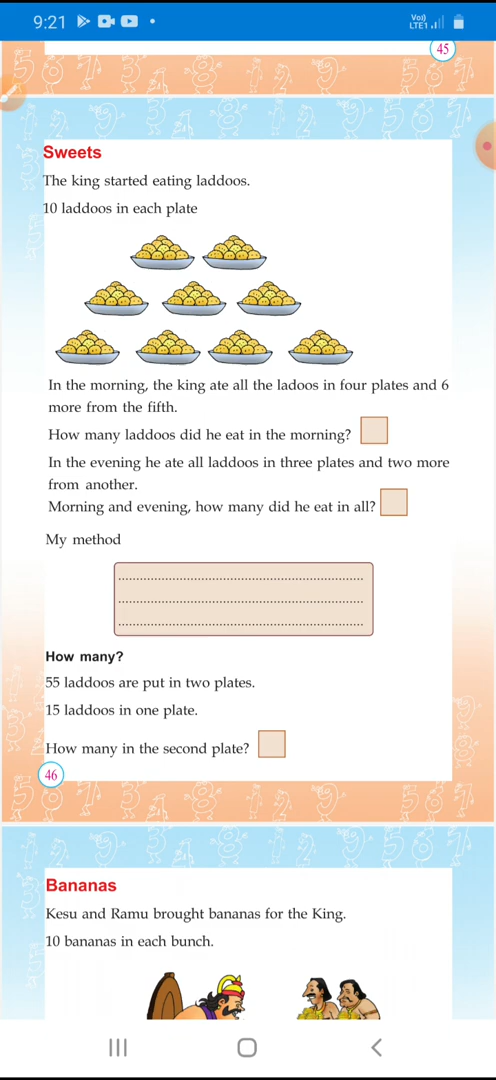 9:21
Vo)
LTE1
45
Sweets
The king started eating laddoos.
10 laddoos in each plate
In the morning, the king ate all the ladoos in four plates and 6
more from the fifth.
How many laddoos did he eat in the morning?
In the evening he ate all laddoos in three plates and two more
from another.
Morning and evening, how many did he eat in all?
My method
How many?
55 laddoos are put in two plates.
15 laddoos in one plate.
How many in the second plate?
46
Bananas
Kesu and Ramu brought bananas for the King.
10 bananas in each bunch.